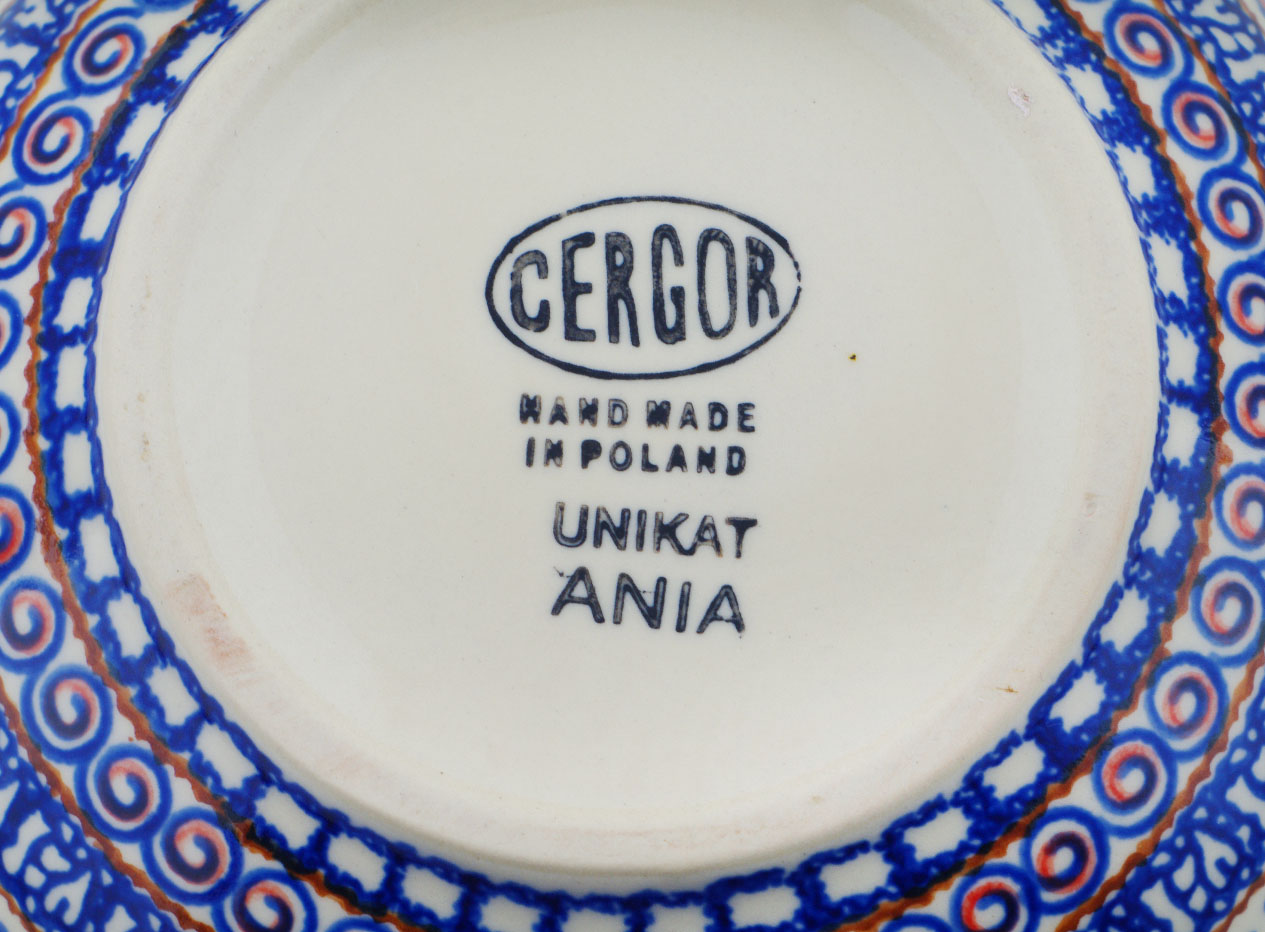 CERGOR
HAND MADE
IN POLAND
UNIKAT
ANIA